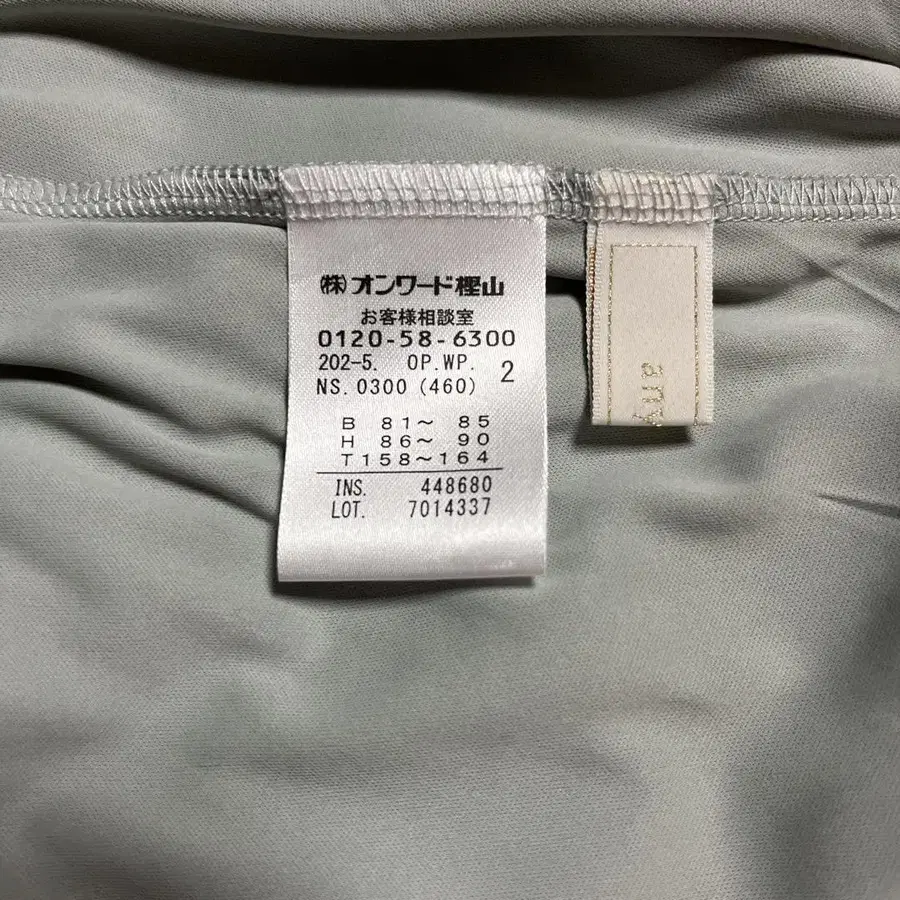 ㈱オンワード樫山
お客様相談室
0120-58-6300
202-5. OP.WP. 2
NS. 0300 (460)
B 81～ 85
H 86～ 90
T158～164
INS. 448680
LOT. 7014337
any